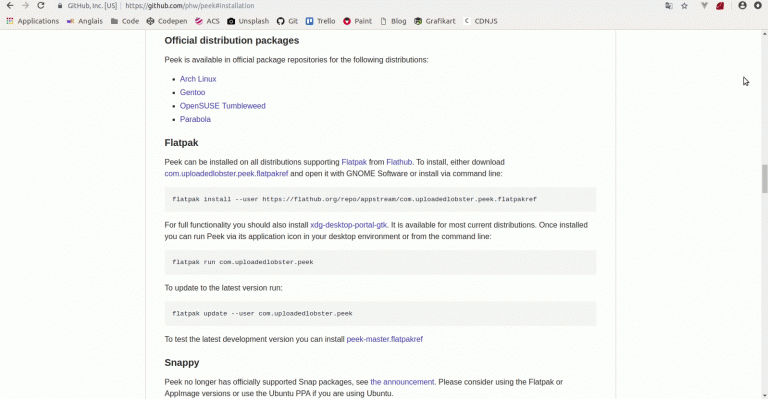 GitHub, Inc. [US] https://github.com/phw/peek#installation
Applications Anglais Code Codepen ACS Unsplash Git Trello Paint Blog Grafikart C CDNJS
Official distribution packages
Peek is available in official package repositories for the following distributions:
Arch Linux
Gentoo
OpenSUSE Tumbleweed
Parabola
Flatpak
Peek can be installed on all distributions supporting Flatpak from Flathub. To install, either download
com.uploadedlobster.peek.flatpakref and open it with GNOME Software or install via command line:
flatpak install --user https://flathub.org/repo/appstream/com.uploadedlobster.peek.flatpakref
For full functionality you should also install xdg-desktop-portal-gtk. It is available for most current distributions. Once installed
you can run Peek via its application icon in your desktop environment or from the command line:
flatpak run com.uploadedlobster.peek
To update to the latest version run:
flatpak update --user com.uploadedlobster.peek
To test the latest development version you can install peek-master.flatpakref
Snappy
Peek no longer has officially supported Snap packages, see the announcement. Please consider using the Flatpak or
AppImage versions or use the Ubuntu PPA if you are using Ubuntu.